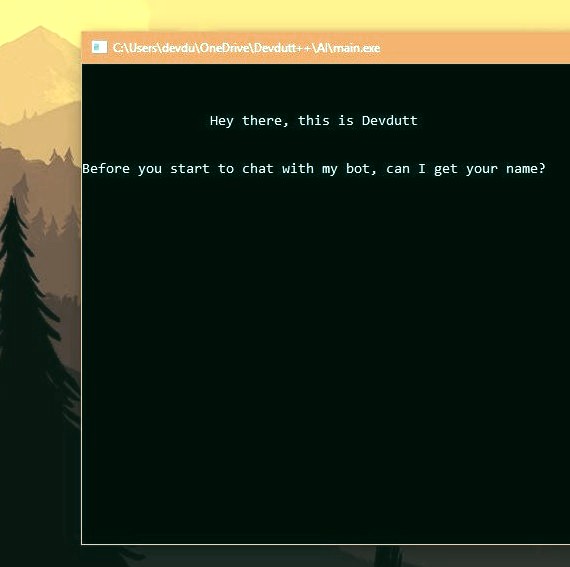 C:\Users\devdu\OneDrive\Devdutt++\AI\main.exe
Hey there, this is Devdutt
Before you start to chat with my bot, can I get your name?